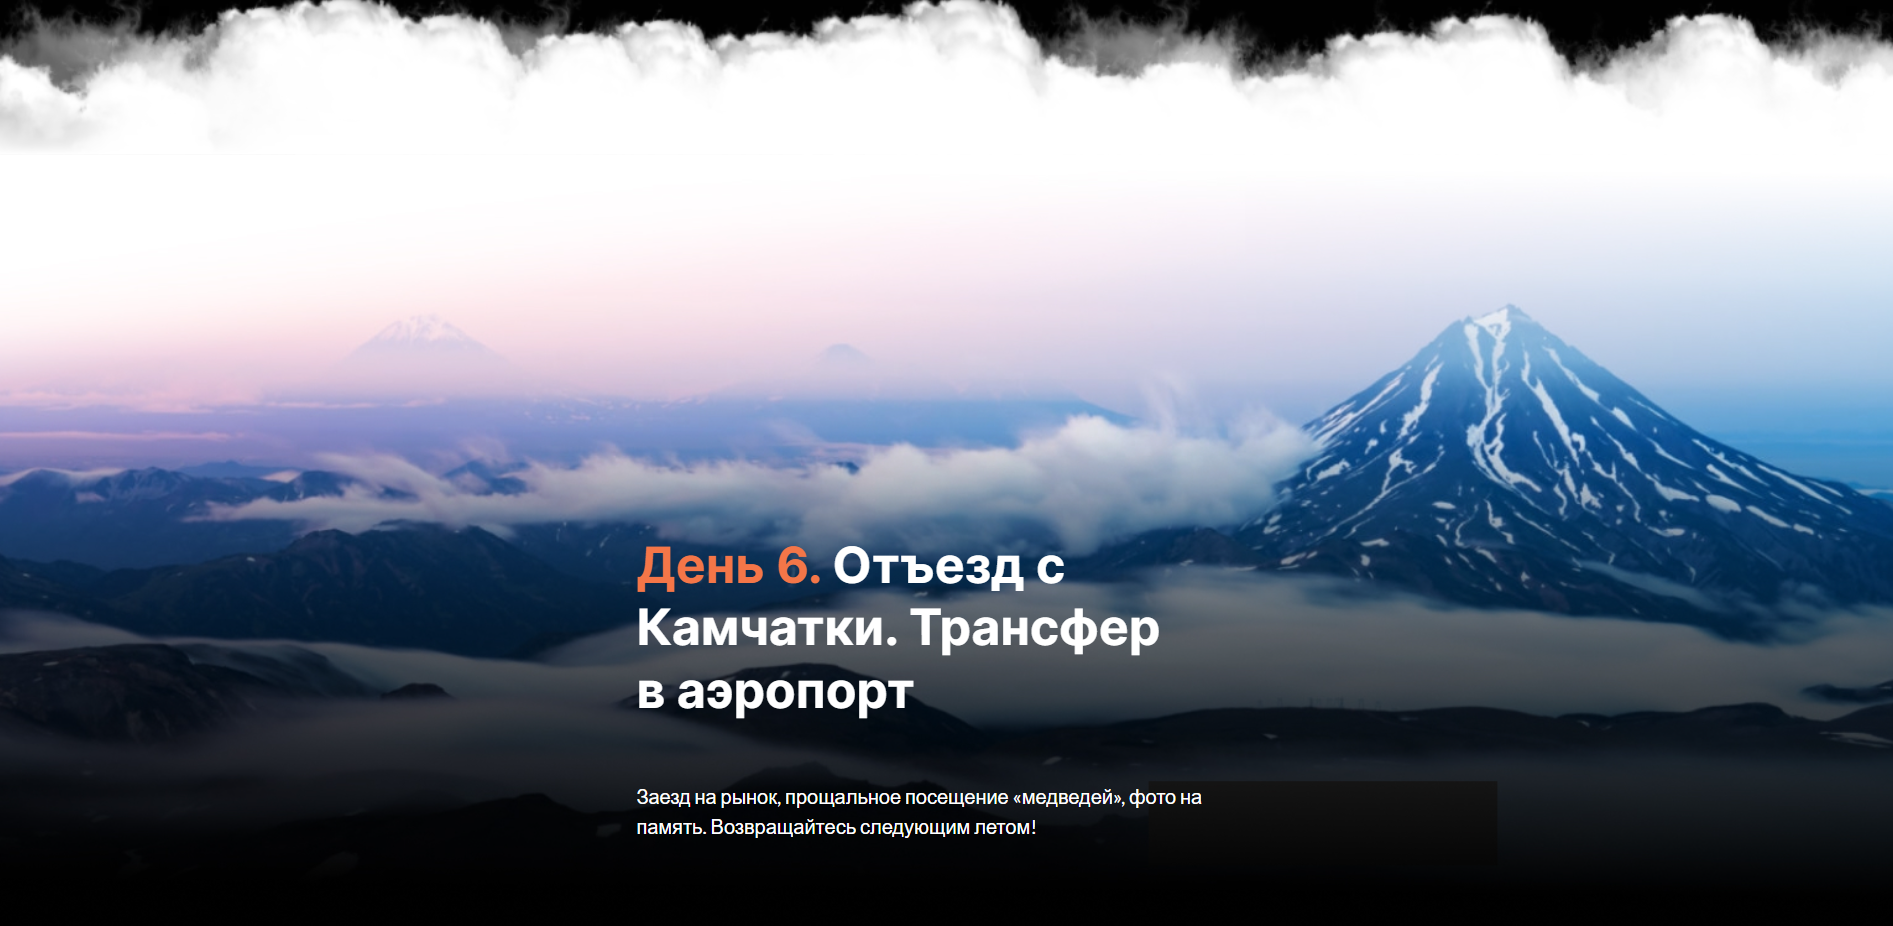 День 6. Отъезд с
Камчатки. Трансфер
в аэропорт
Заезд на рынок, прощальное посещение «медведей», фото на
память. Возвращайтесь следующим летом!